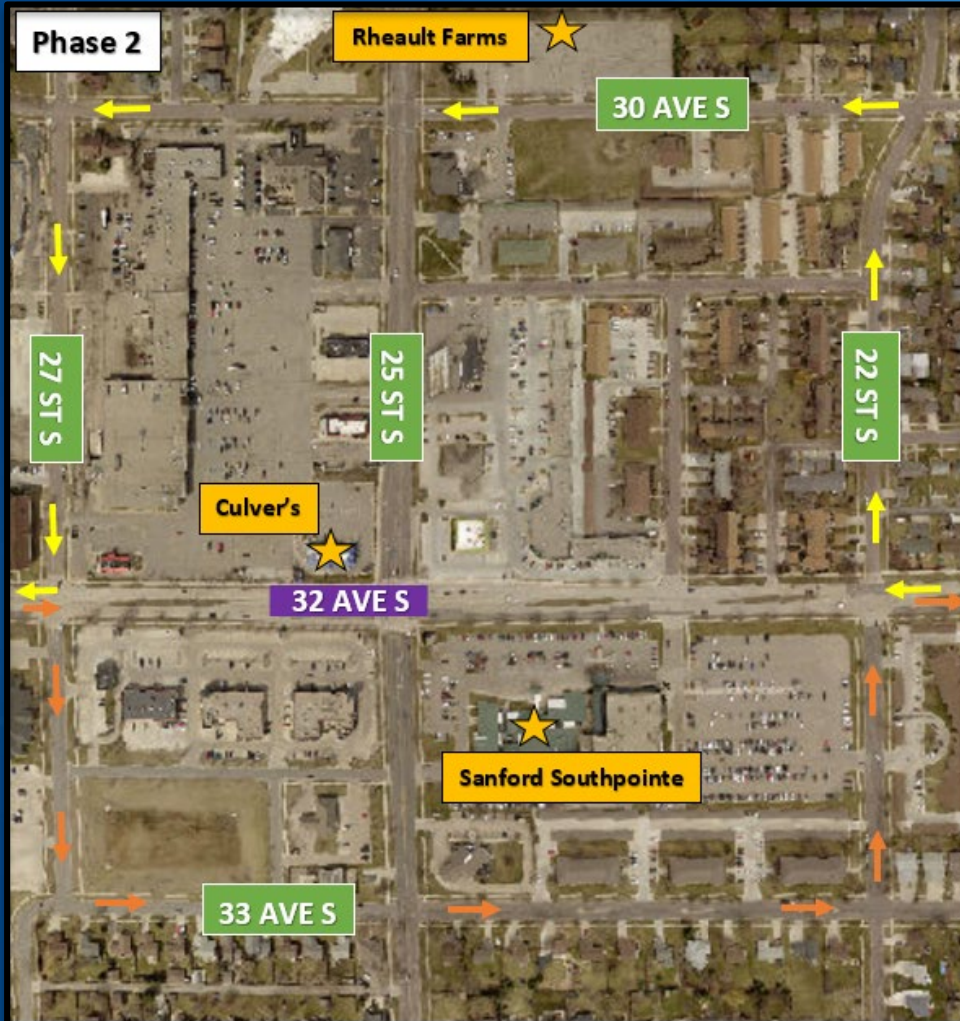 Phase 2
Rheault Farms
30 AVE S
27 ST S
25 ST S
22 ST S
Culver's
32 AVE S
Sanford Southpointe
33 AVE S